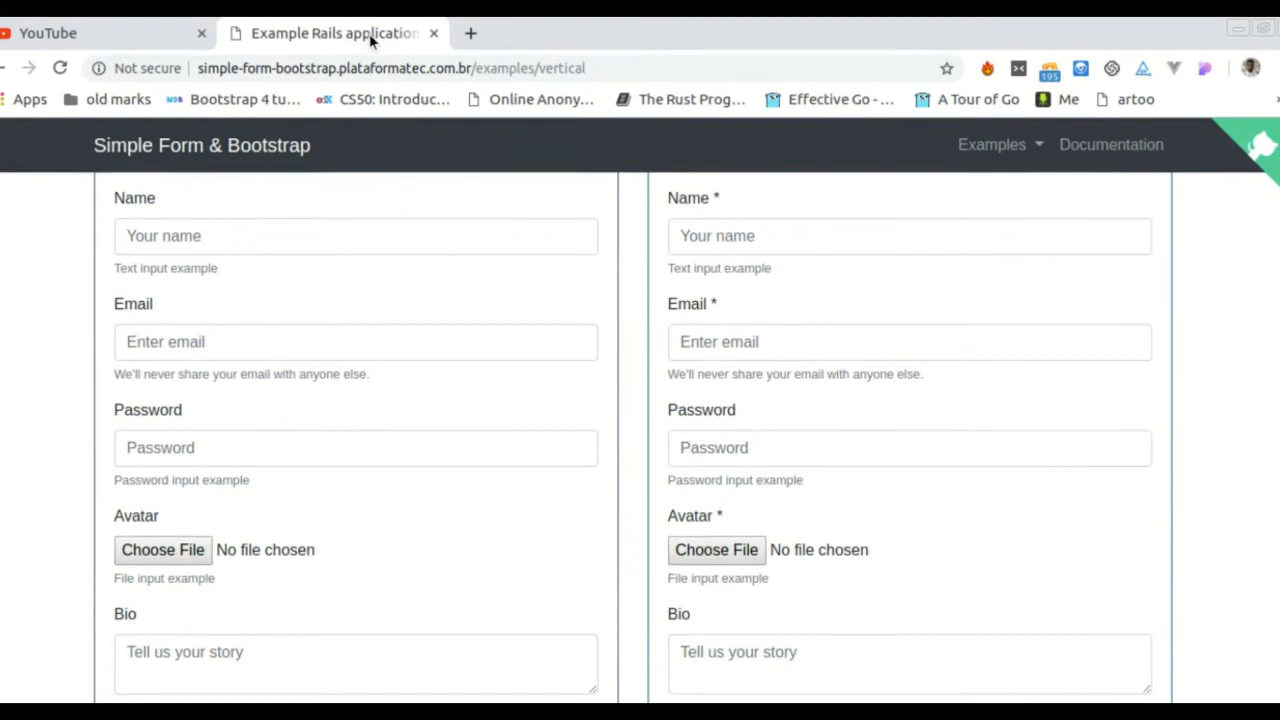 YouTube
Example Rails application
Not secure simple-form-bootstrap.plataformatec.com.br/examples/vertical
195
Apps old marks Bootstrap 4 tu... CS50: Introduc... Online Anony... The Rust Prog... Effective Go - ... A Tour of Go Me artoo
Simple Form & Bootstrap Examples Documentation
Name Name *
Your name Your name
Text input example Text input example
Email Email *
Enter email Enter email
We'll never share your email with anyone else. We'll never share your email with anyone else.
Password Password
Password Password
Password input example Password input example
Avatar Avatar *
Choose File No file chosen Choose File No file chosen
File input example File input example
Bio Bio
Tell us your story Tell us your story